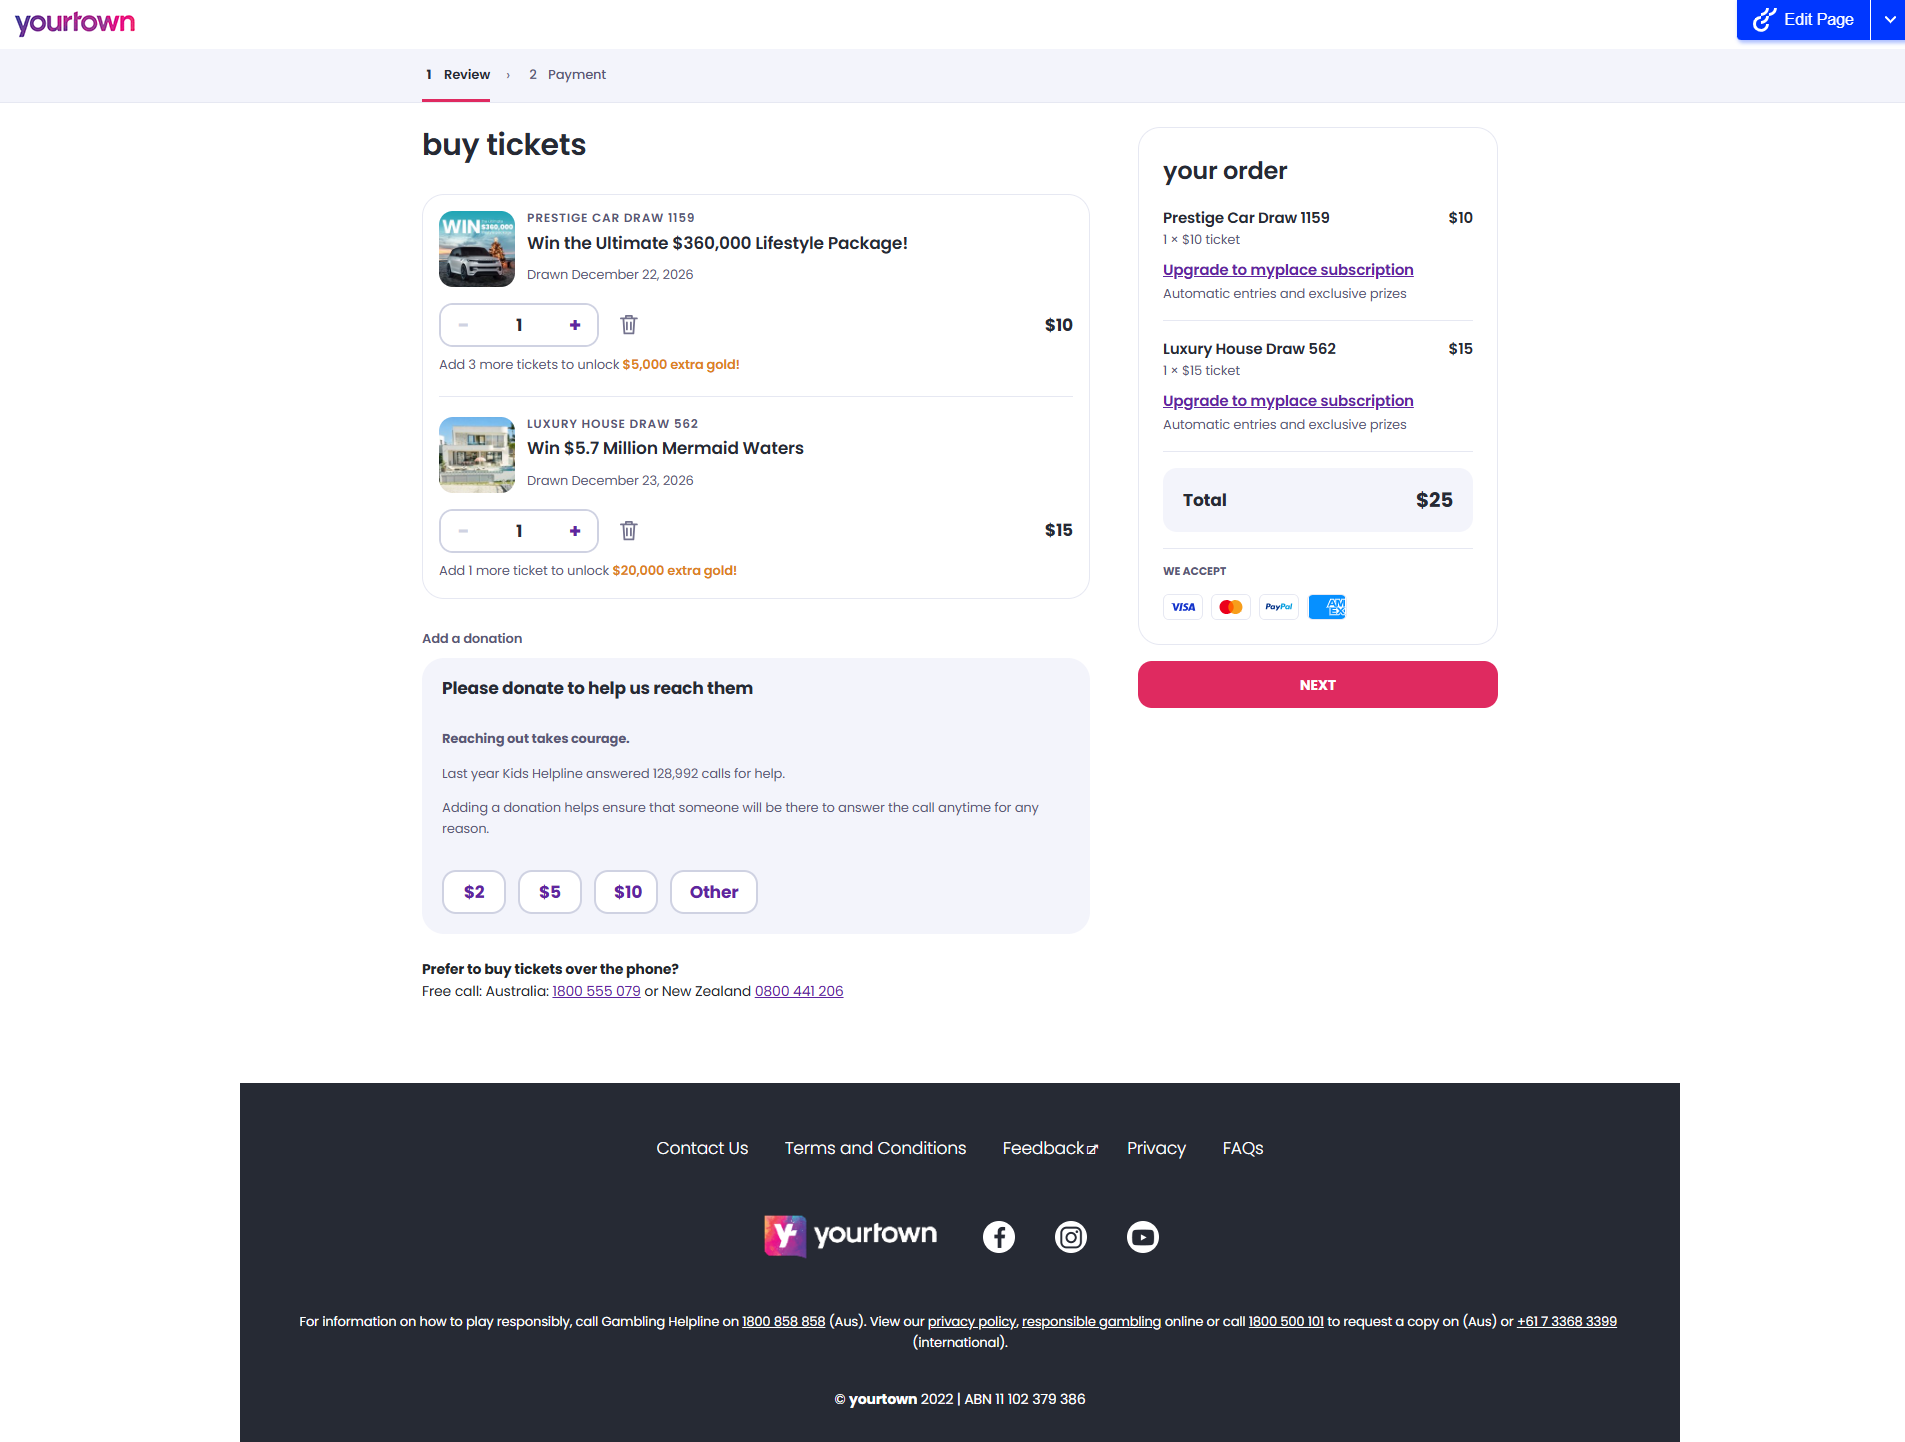 yourtown
Edit Page
1 Review › 2 Payment
buy tickets
WIN $360,000
PRESTIGE CAR DRAW 1159
Win the Ultimate $360,000 Lifestyle Package!
Drawn December 22, 2026
− 1 + $10
Add 3 more tickets to unlock $5,000 extra gold!
LUXURY HOUSE DRAW 562
Win $5.7 Million Mermaid Waters
Drawn December 23, 2026
− 1 + $15
Add 1 more ticket to unlock $20,000 extra gold!
Add a donation
Please donate to help us reach them
Reaching out takes courage.
Last year Kids Helpline answered 128,992 calls for help.
Adding a donation helps ensure that someone will be there to answer the call anytime for any
reason.
$2 $5 $10 Other
Prefer to buy tickets over the phone?
Free call: Australia: 1800 555 079 or New Zealand 0800 441 206
your order
Prestige Car Draw 1159 $10
1 × $10 ticket
Upgrade to myplace subscription
Automatic entries and exclusive prizes
Luxury House Draw 562 $15
1 × $15 ticket
Upgrade to myplace subscription
Automatic entries and exclusive prizes
Total $25
WE ACCEPT
VISA PayPal AMEX
NEXT
Contact Us Terms and Conditions Feedback Privacy FAQs
y yourtown
For information on how to play responsibly, call Gambling Helpline on 1800 858 858 (Aus). View our privacy policy, responsible gambling online or call 1800 500 101 to request a copy on (Aus) or +61 7 3368 3399
(international).
© yourtown 2022 | ABN 11 102 379 386